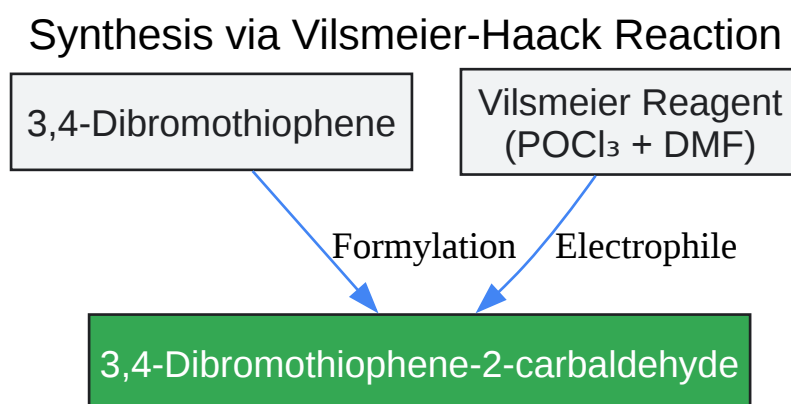 Synthesis via Vilsmeier-Haack Reaction
3,4-Dibromothiophene
Vilsmeier Reagent
(POCl₃ + DMF)
Formylation
Electrophile
3,4-Dibromothiophene-2-carbaldehyde